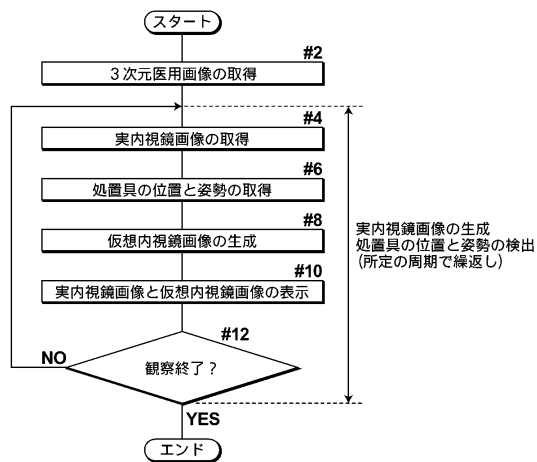 スタート
#2
3次元医用画像の取得
#4
実内視鏡画像の取得
#6
処置具の位置と姿勢の取得
#8
仮想内視鏡画像の生成
#10
実内視鏡画像と仮想内視鏡画像の表示
#12
NO
観察終了？
YES
エンド
実内視鏡画像の生成
処置具の位置と姿勢の検出
(所定の周期で繰返し)